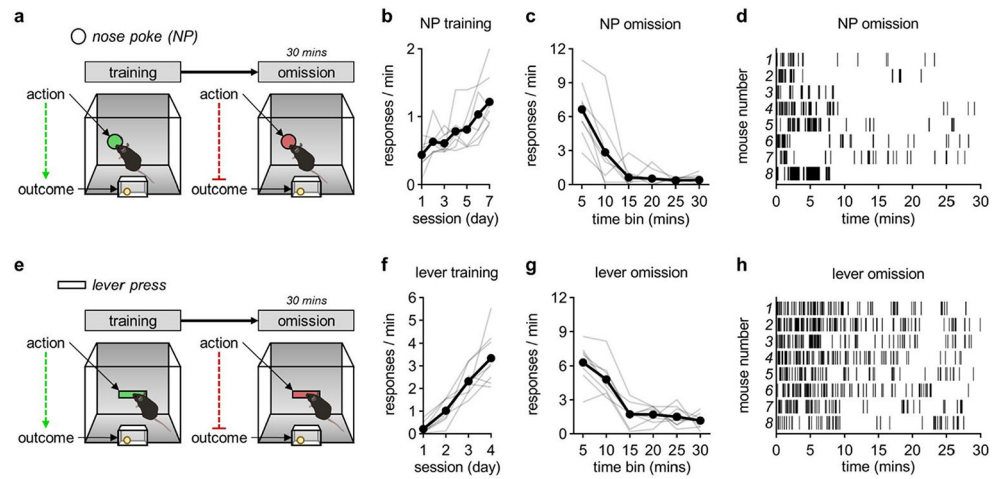 a
nose poke (NP)
30 mins
training
omission
action
action
outcome
outcome
b
NP training
responses / min
2
1
0
1 3 5 7
session (day)
c
NP omission
responses / min
12
9
6
3
0
5 10 15 20 25 30
time bin (mins)
d
NP omission
mouse number
1
2
3
4
5
6
7
8
0 5 10 15 20 25 30
time (mins)
e
lever press
30 mins
training
omission
action
action
outcome
outcome
f
lever training
responses / min
6
5
4
3
2
1
0
1 2 3 4
session (day)
g
lever omission
responses / min
12
9
6
3
0
5 10 15 20 25 30
time bin (mins)
h
lever omission
mouse number
1
2
3
4
5
6
7
8
0 5 10 15 20 25 30
time (mins)